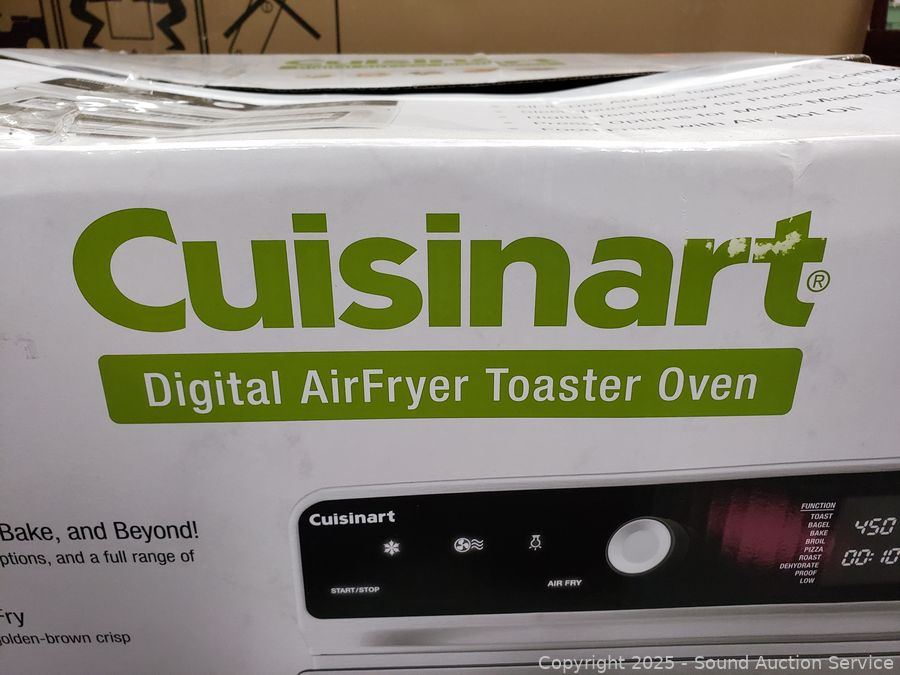 Cuisinart
Cuisinart®
Digital AirFryer Toaster Oven
Bake, and Beyond!
ptions, and a full range of
Fry
olden-brown crisp
Cuisinart
START/STOP
AIR FRY
FUNCTION
TOAST
BAGEL
BAKE
BROIL
PIZZA
ROAST
DEHYDRATE
PROOF
LOW
450
00:10
Copyright 2025 - Sound Auction Service